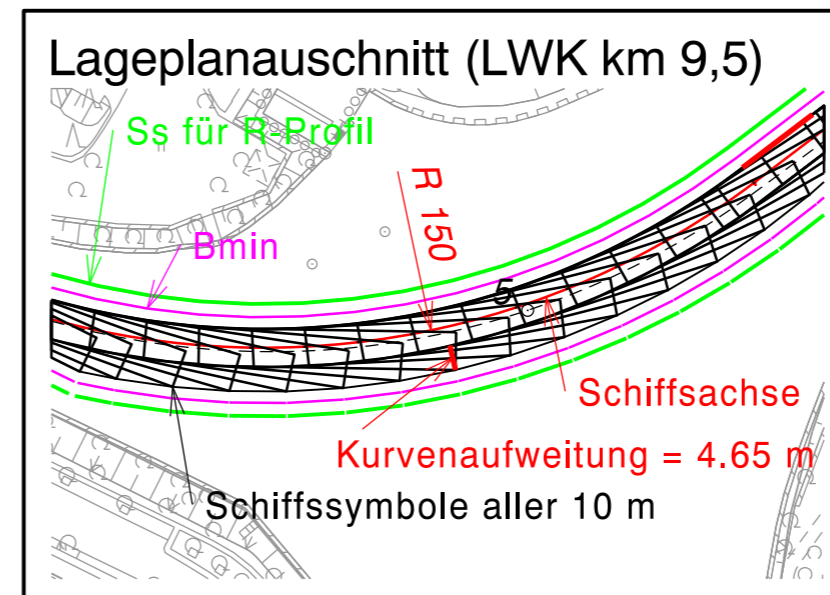 Lageplanauschnitt (LWK km 9,5)
Ss für R-Profil
R 150
Bmin
5
Schiffsachse
Kurvenaufweitung = 4.65 m
Schiffssymbole aller 10 m